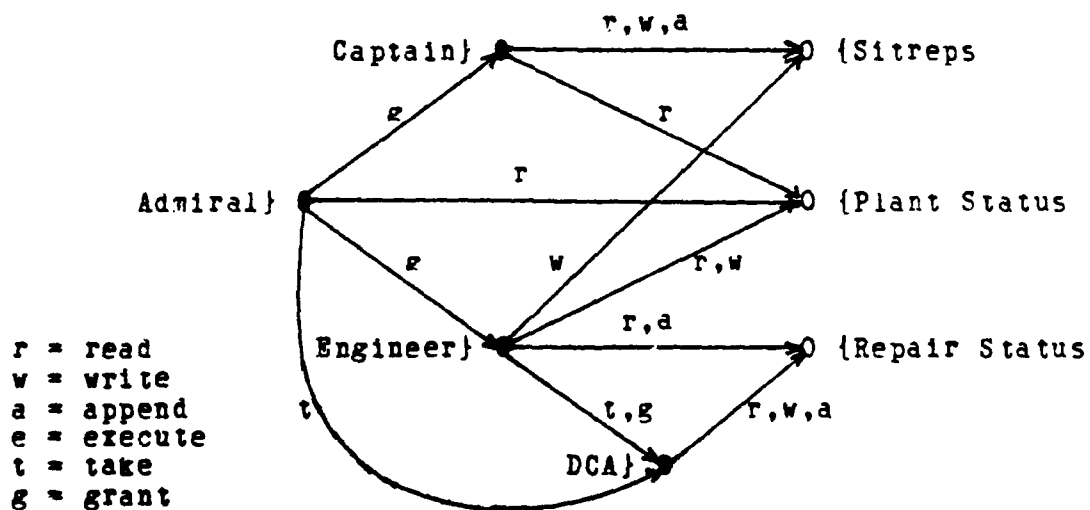 r,w,a
Captain} {Sitreps
g r
r
Admiral} {Plant Status
g w r,w
r,a
Engineer} {Repair Status
r = read
w = write
a = append
e = execute
t = take
g = grant
t t,g r,w,a
DCA}